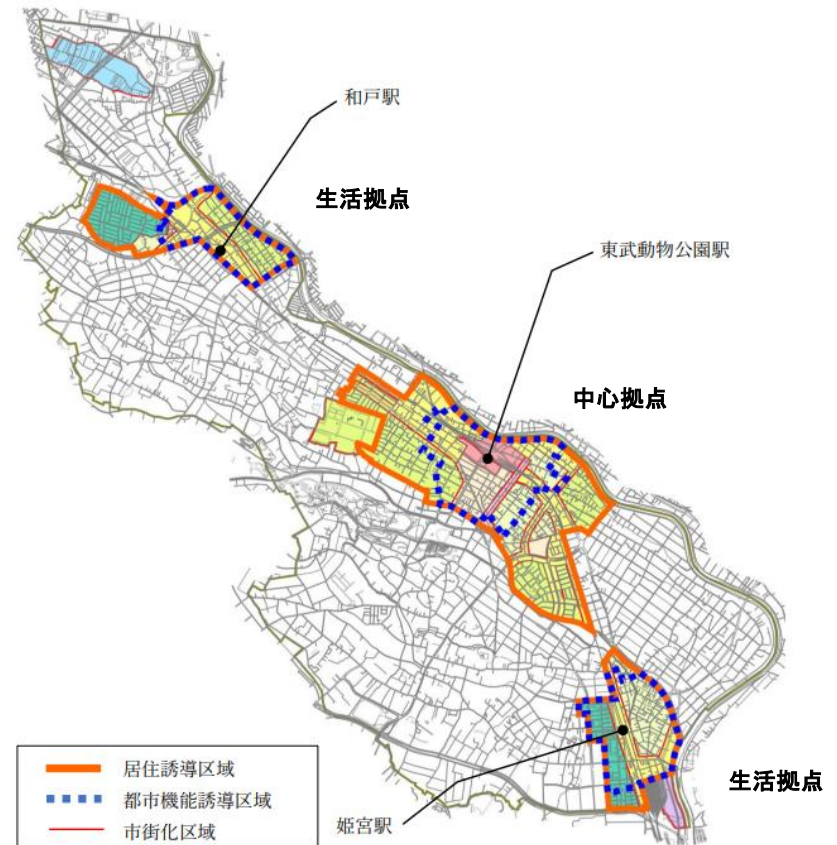 和戸駅
生活拠点
東武動物公園駅
中心拠点
生活拠点
姫宮駅
居住誘導区域
都市機能誘導区域
市街化区域